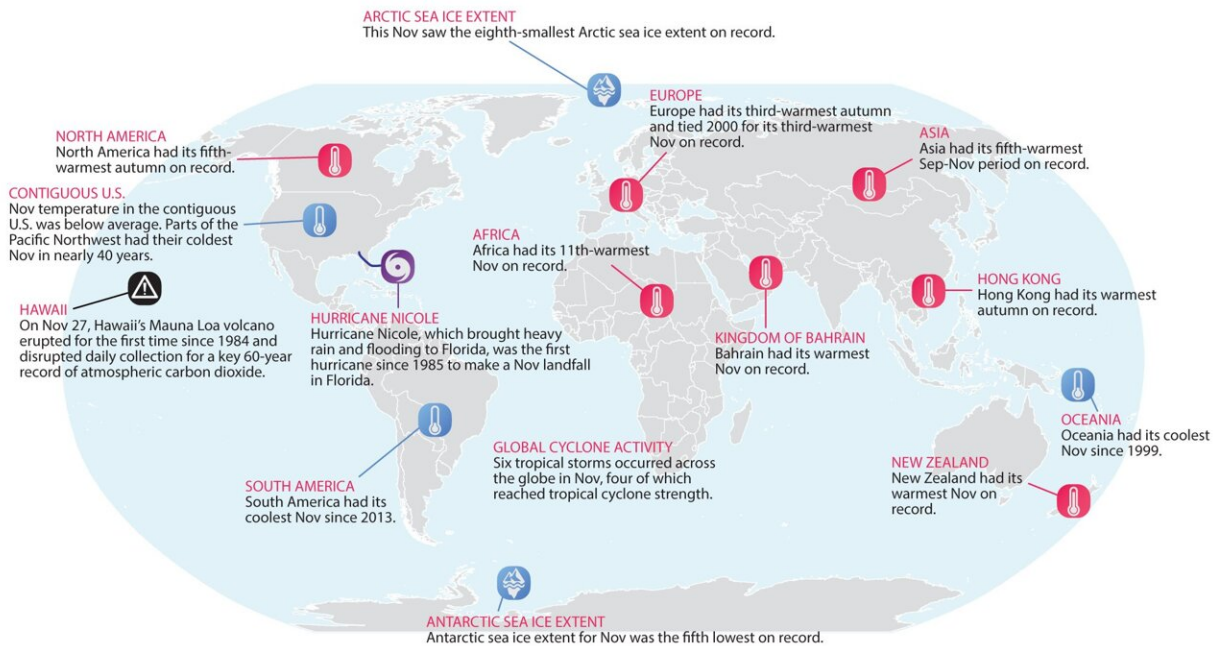 ARCTIC SEA ICE EXTENT
This Nov saw the eighth-smallest Arctic sea ice extent on record.
EUROPE
Europe had its third-warmest autumn
and tied 2000 for its third-warmest
Nov on record.
NORTH AMERICA
North America had its fifth-
warmest autumn on record.
ASIA
Asia had its fifth-warmest
Sep-Nov period on record.
CONTIGUOUS U.S.
Nov temperature in the contiguous
U.S. was below average. Parts of the
Pacific Northwest had their coldest
Nov in nearly 40 years.
AFRICA
Africa had its 11th-warmest
Nov on record.
HONG KONG
Hong Kong had its warmest
autumn on record.
HAWAII
On Nov 27, Hawaii's Mauna Loa volcano
erupted for the first time since 1984 and
disrupted daily collection for a key 60-year
record of atmospheric carbon dioxide.
HURRICANE NICOLE
Hurricane Nicole, which brought heavy
rain and flooding to Florida, was the first
hurricane since 1985 to make a Nov landfall
in Florida.
KINGDOM OF BAHRAIN
Bahrain had its warmest
Nov on record.
OCEANIA
Oceania had its coolest
Nov since 1999.
GLOBAL CYCLONE ACTIVITY
Six tropical storms occurred across
the globe in Nov, four of which
reached tropical cyclone strength.
NEW ZEALAND
New Zealand had its
warmest Nov on
record.
SOUTH AMERICA
South America had its
coolest Nov since 2013.
ANTARCTIC SEA ICE EXTENT
Antarctic sea ice extent for Nov was the fifth lowest on record.